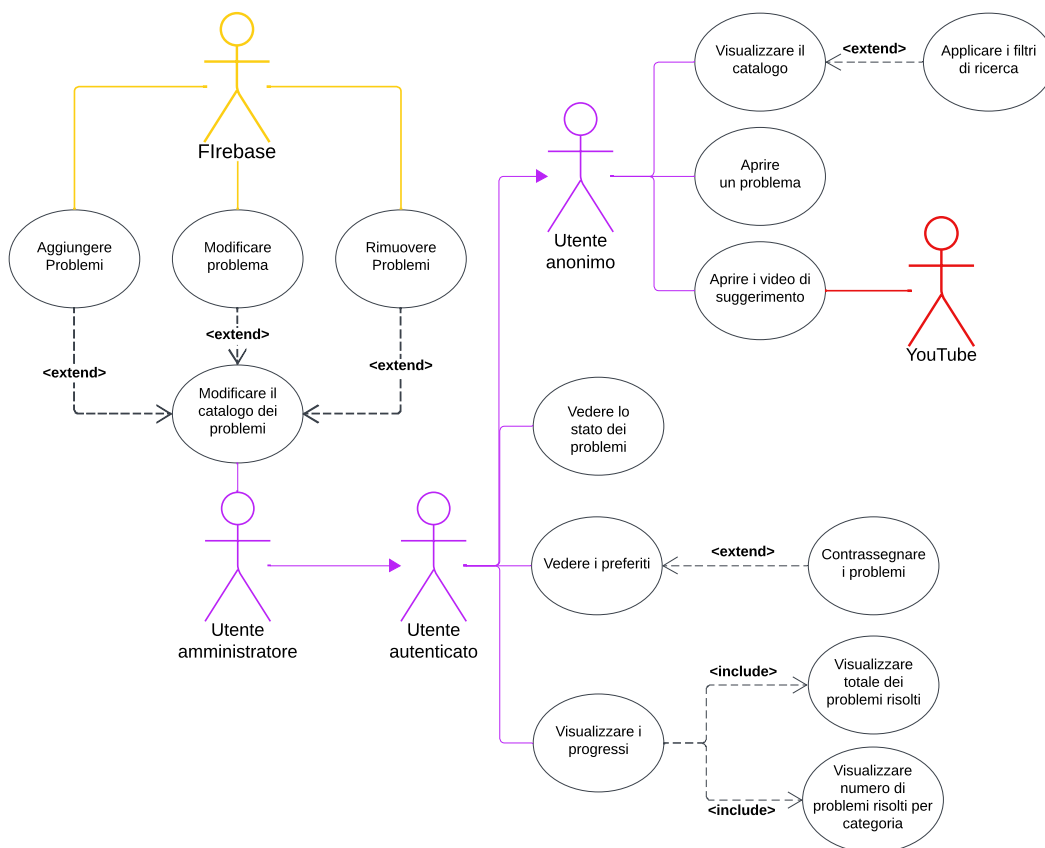 Visualizzare il
catalogo
<extend>
Applicare i filtri
di ricerca
FIrebase
Aprire
un problema
Utente
anonimo
Aggiungere
Problemi
Modificare
problema
Rimuovere
Problemi
Aprire i video di
suggerimento
YouTube
<extend>
<extend>
<extend>
Modificare il
catalogo dei
problemi
Vedere lo
stato dei
problemi
Vedere i preferiti
<extend>
Contrassegnare
i problemi
Utente
amministratore
Utente
autenticato
Visualizzare i
progressi
<include>
Visualizzare
totale dei
problemi risolti
<include>
Visualizzare
numero di
problemi risolti per
categoria